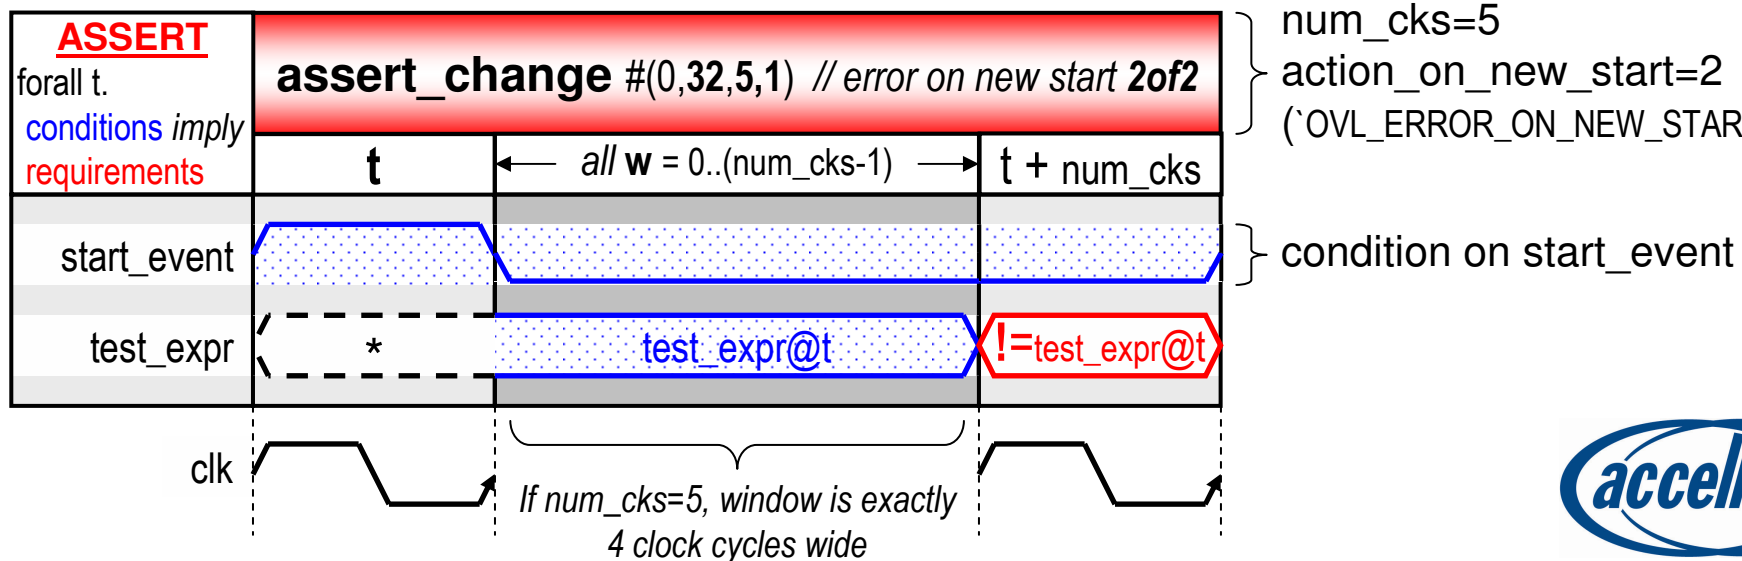 ASSERT
forall t.
conditions imply
requirements
assert_change #(0,32,5,1) // error on new start 2of2
num_cks=5
action_on_new_start=2
(`OVL_ERROR_ON_NEW_STAR
t
all w = 0..(num_cks-1)
t + num_cks
start_event
condition on start_event
test_expr
*
test_expr@t
!=test_expr@t
clk
If num_cks=5, window is exactly
4 clock cycles wide